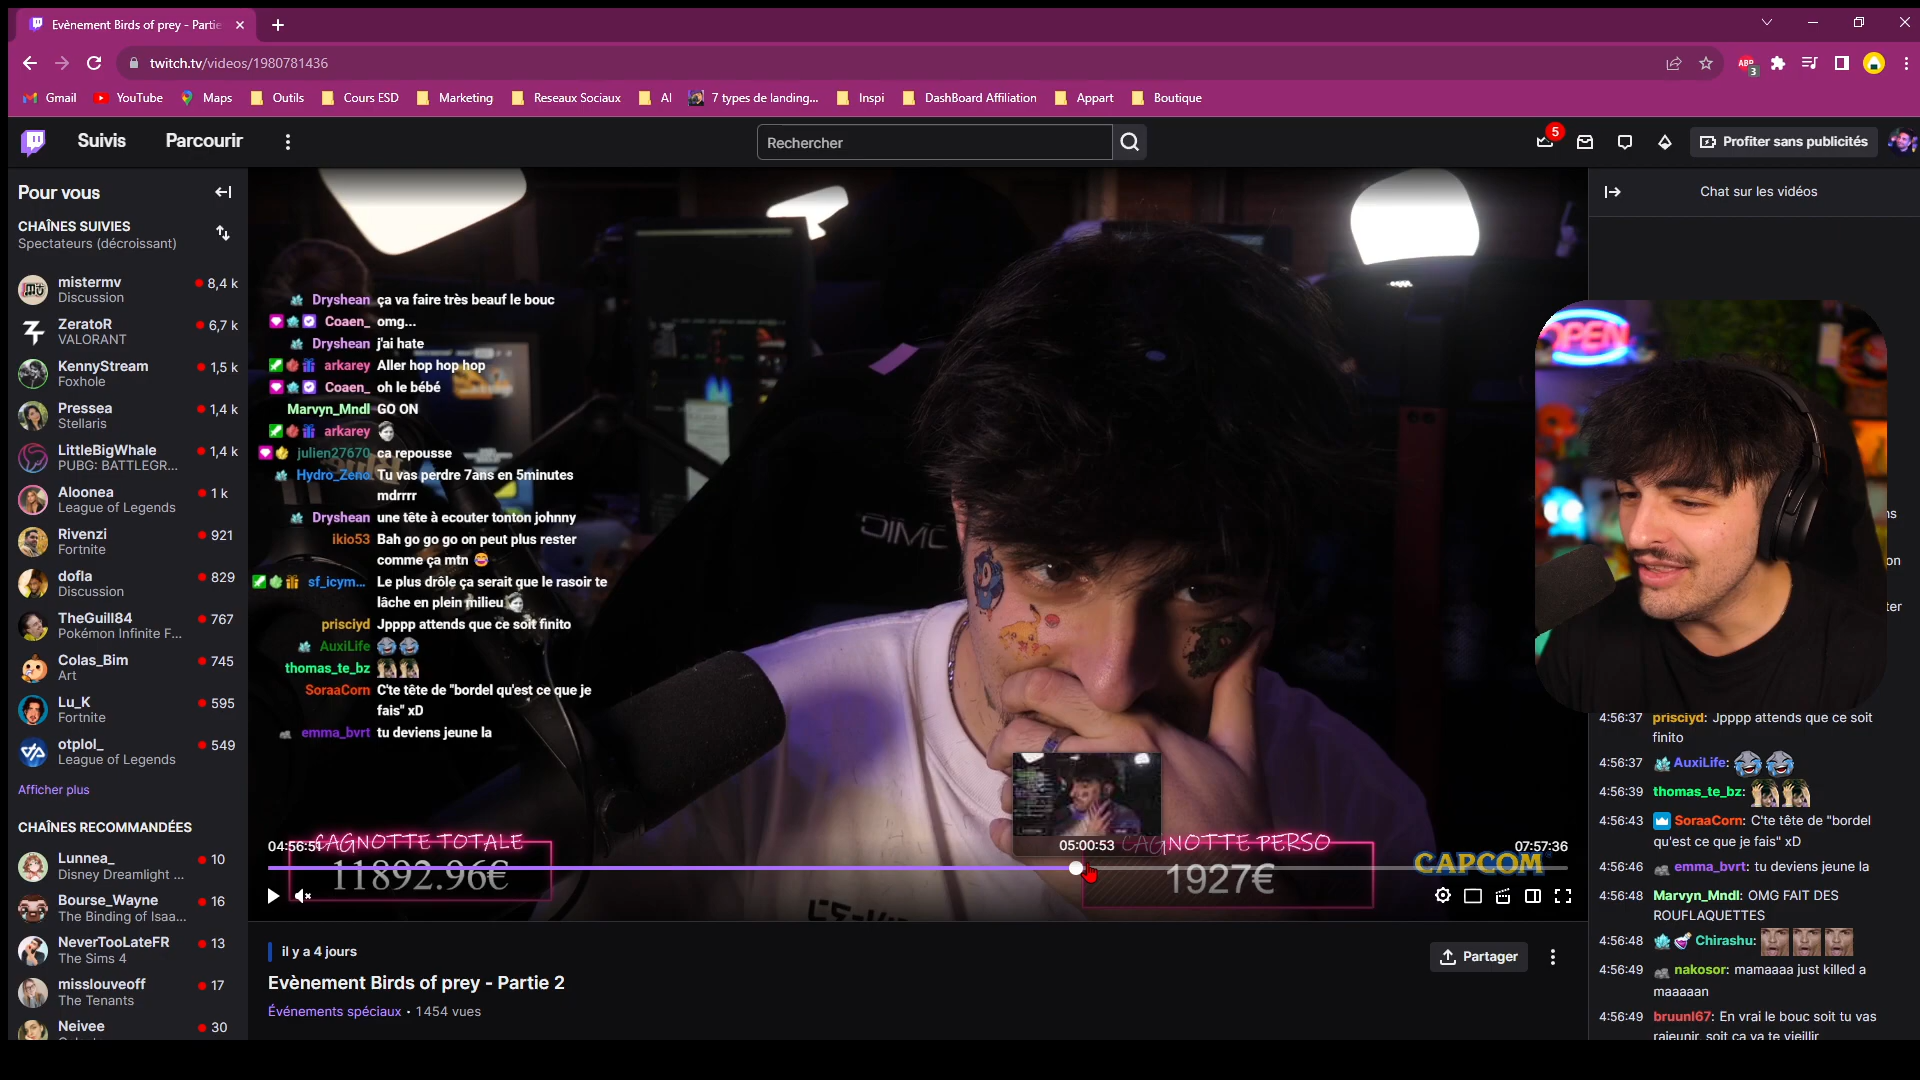 Evènement Birds of prey - Partie
twitch.tv/videos/1980781436
ABP
3
Gmail
YouTube
Maps
Outils
Cours ESD
Marketing
Reseaux Sociaux
AI
7 types de landing...
Inspi
DashBoard Affiliation
Appart
Boutique
Suivis
Parcourir
Rechercher
5
Profiter sans publicités
Pour vous
CHAÎNES SUIVIES
Spectateurs (décroissant)
mistermv
8,4 k
Discussion
ZeratoR
6,7 k
VALORANT
KennyStream
1,5 k
Foxhole
Pressea
1,4 k
Stellaris
LittleBigWhale
1,4 k
PUBG: BATTLEGR...
Aloonea
1 k
League of Legends
Rivenzi
921
Fortnite
dofla
829
Discussion
TheGuill84
767
Pokémon Infinite F...
Colas_Bim
745
Art
Lu_K
595
Fortnite
otplol_
549
League of Legends
Afficher plus
CHAÎNES RECOMMANDÉES
Lunnea_
10
Disney Dreamlight ...
Bourse_Wayne
16
The Binding of Isaa...
NeverTooLateFR
13
The Sims 4
misslouveoff
17
The Tenants
Neivee
30
Dryshean ça va faire très beauf le bouc
Coaen_ omg...
Dryshean j'ai hate
arkarey Aller hop hop hop
Coaen_ oh le bébé
Marvyn_Mndl GO ON
arkarey
julien27670 ca repousse
Hydro_Zeno Tu vas perdre 7ans en 5minutes
mdrrrr
Dryshean une tête à ecouter tonton johnny
ikio53 Bah go go go on peut plus rester
comme ça mtn
sf_icym... Le plus drôle ça serait que le rasoir te
lâche en plein milieu
prisciyd Jpppp attends que ce soit finito
AuxiLife
thomas_te_bz
SoraaCorn C'te tête de "bordel qu'est ce que je
fais" xD
emma_bvrt tu deviens jeune la
DIMC
OPEN
CAGNOTTE TOTALE
11892.96€
CAGNOTTE PERSO
1927€
CAPCOM
04:56:51
05:00:53
07:57:36
il y a 4 jours
Evènement Birds of prey - Partie 2
Événements spéciaux • 1 454 vues
Partager
Chat sur les vidéos
ns
on
ter
4:56:37 prisciyd: Jpppp attends que ce soit
finito
4:56:37 AuxiLife:
4:56:39 thomas_te_bz:
4:56:43 SoraaCorn: C'te tête de "bordel
qu'est ce que je fais" xD
4:56:46 emma_bvrt: tu deviens jeune la
4:56:48 Marvyn_Mndl: OMG FAIT DES
ROUFLAQUETTES
4:56:48 Chirashu:
4:56:49 nakosor: mamaaaa just killed a
maaaaan
4:56:49 bruunl67: En vrai le bouc soit tu vas
rajeunir, soit ça va te vieillir